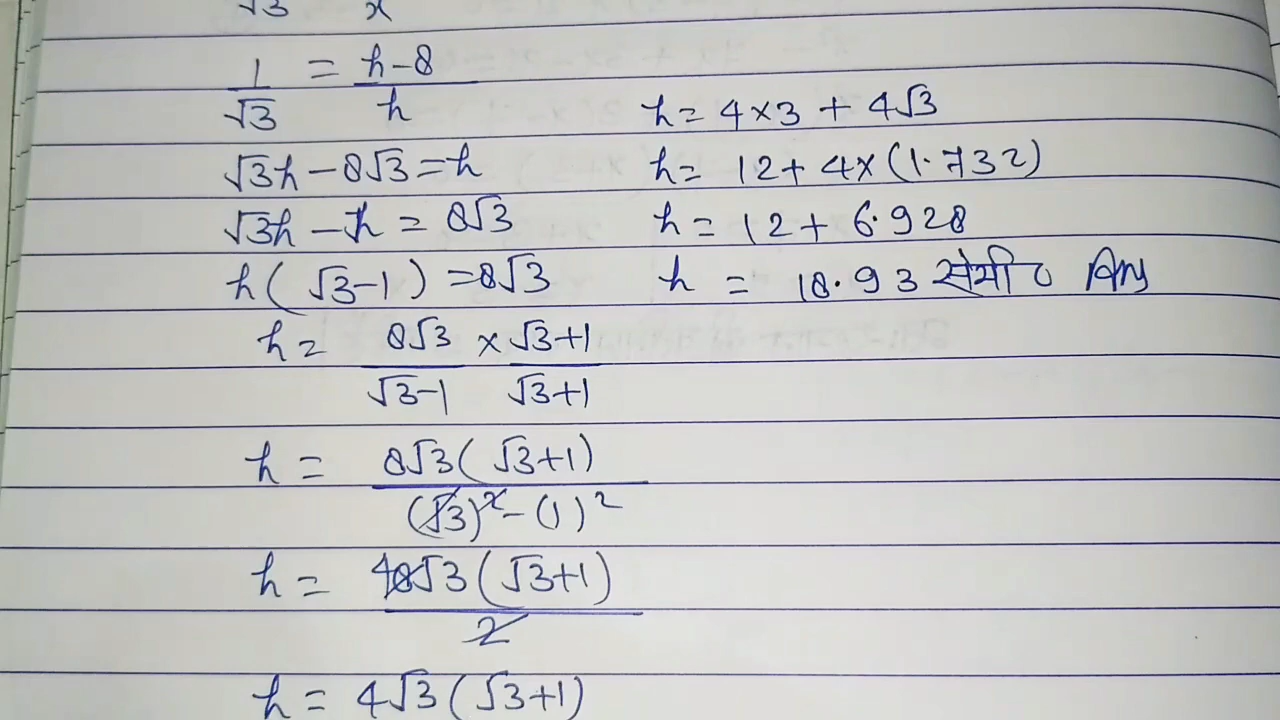 √3 x
1/√3 = h-8/h
√3h - 8√3 = h
√3h - h = 8√3
h(√3-1) = 8√3
h = 8√3/√3-1 × √3+1/√3+1
h = 8√3(√3+1)/(√3)² - (1)²
h = 48√3(√3+1)/2
h = 4√3(√3+1)
h = 4×3 + 4√3
h = 12 + 4×(1.732)
h = 12 + 6.928
h = 18.93 सेमी० Ans